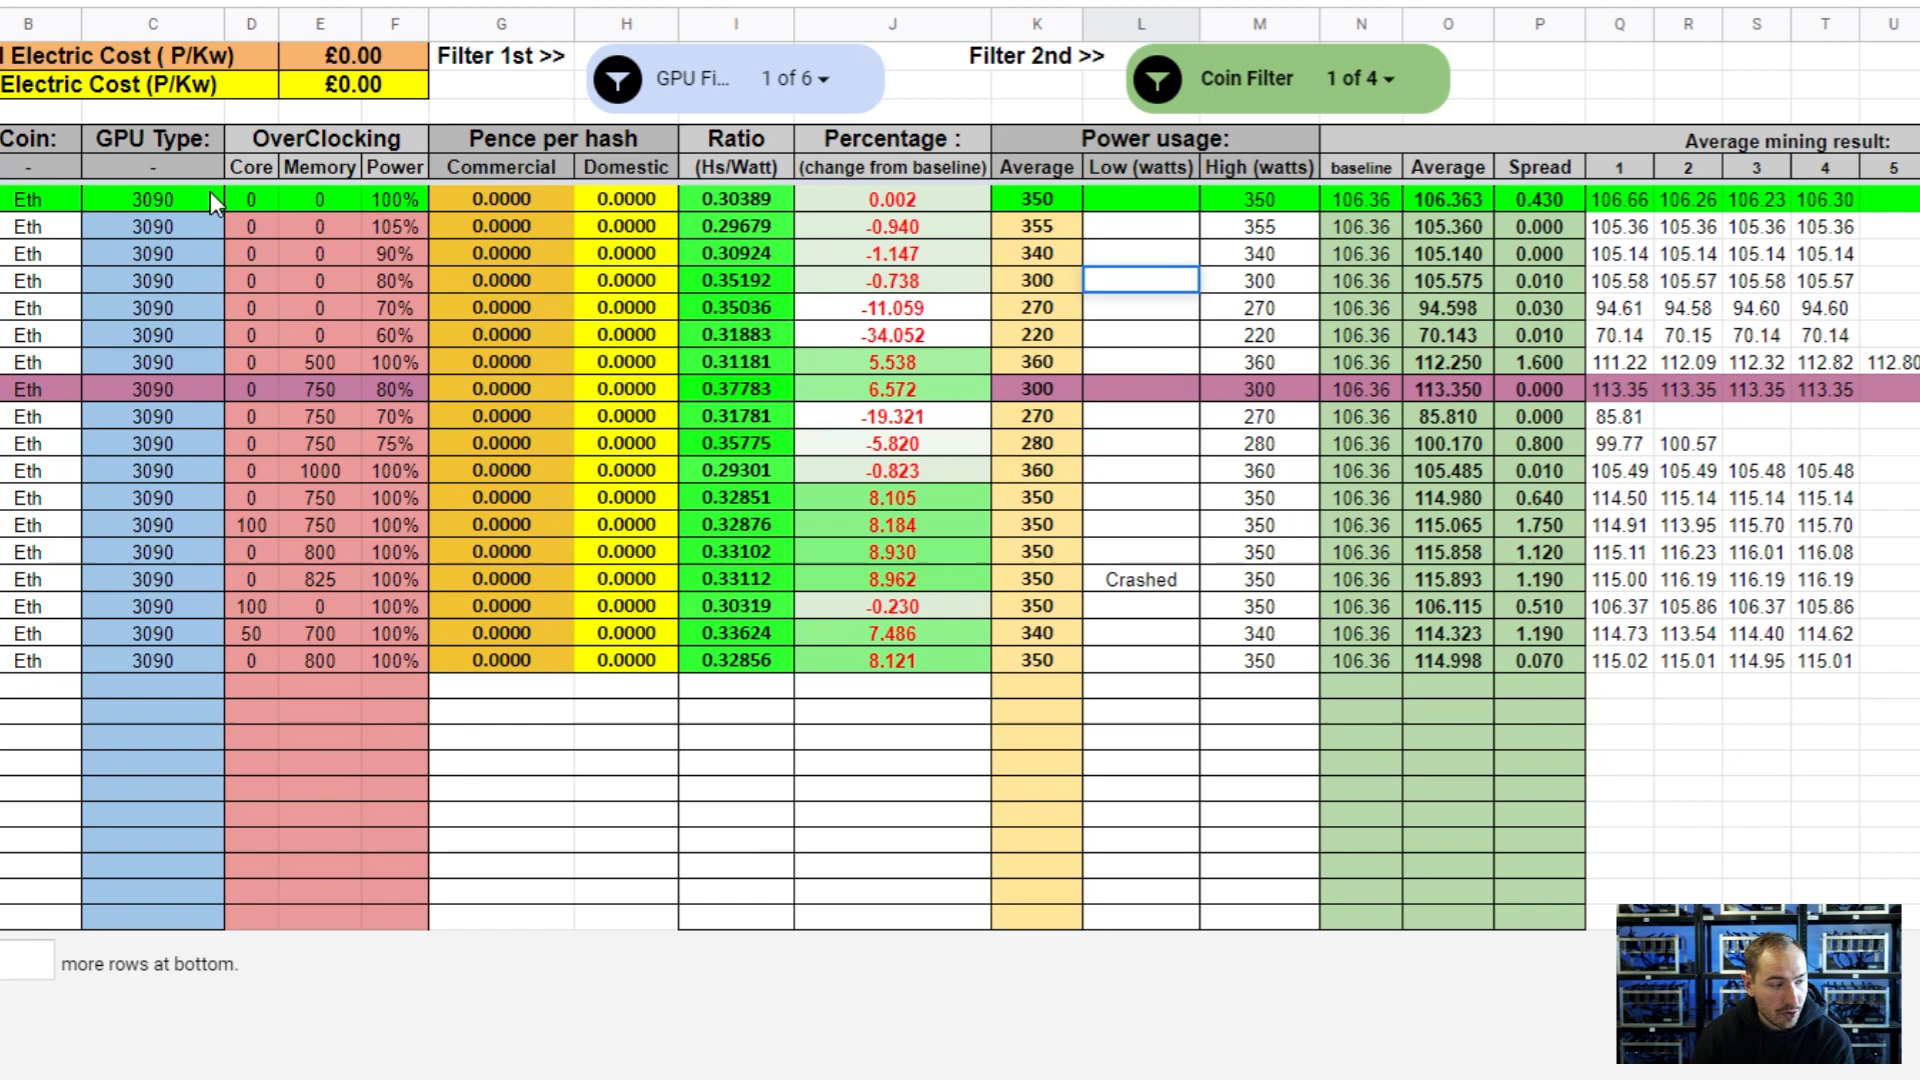 B C D E F G H I J K L M N O P Q R S T U
l Electric Cost ( P/Kw) £0.00 Filter 1st >> GPU Fi... 1 of 6 Filter 2nd >> Coin Filter 1 of 4
Electric Cost (P/Kw) £0.00
Coin: GPU Type: OverClocking Pence per hash Ratio Percentage : Power usage: Average mining result:
- - Core Memory Power Commercial Domestic (Hs/Watt) (change from baseline) Average Low (watts) High (watts) baseline Average Spread 1 2 3 4 5
Eth 3090 0 0 100% 0.0000 0.0000 0.30389 0.002 350 350 106.36 106.363 0.430 106.66 106.26 106.23 106.30
Eth 3090 0 0 105% 0.0000 0.0000 0.29679 -0.940 355 355 106.36 105.360 0.000 105.36 105.36 105.36 105.36
Eth 3090 0 0 90% 0.0000 0.0000 0.30924 -1.147 340 340 106.36 105.140 0.000 105.14 105.14 105.14 105.14
Eth 3090 0 0 80% 0.0000 0.0000 0.35192 -0.738 300 300 106.36 105.575 0.010 105.58 105.57 105.58 105.57
Eth 3090 0 0 70% 0.0000 0.0000 0.35036 -11.059 270 270 106.36 94.598 0.030 94.61 94.58 94.60 94.60
Eth 3090 0 0 60% 0.0000 0.0000 0.31883 -34.052 220 220 106.36 70.143 0.010 70.14 70.15 70.14 70.14
Eth 3090 0 500 100% 0.0000 0.0000 0.31181 5.538 360 360 106.36 112.250 1.600 111.22 112.09 112.32 112.82 112.80
Eth 3090 0 750 80% 0.0000 0.0000 0.37783 6.572 300 300 106.36 113.350 0.000 113.35 113.35 113.35 113.35
Eth 3090 0 750 70% 0.0000 0.0000 0.31781 -19.321 270 270 106.36 85.810 0.000 85.81
Eth 3090 0 750 75% 0.0000 0.0000 0.35775 -5.820 280 280 106.36 100.170 0.800 99.77 100.57
Eth 3090 0 1000 100% 0.0000 0.0000 0.29301 -0.823 360 360 106.36 105.485 0.010 105.49 105.49 105.48 105.48
Eth 3090 0 750 100% 0.0000 0.0000 0.32851 8.105 350 350 106.36 114.980 0.640 114.50 115.14 115.14 115.14
Eth 3090 100 750 100% 0.0000 0.0000 0.32876 8.184 350 350 106.36 115.065 1.750 114.91 113.95 115.70 115.70
Eth 3090 0 800 100% 0.0000 0.0000 0.33102 8.930 350 350 106.36 115.858 1.120 115.11 116.23 116.01 116.08
Eth 3090 0 825 100% 0.0000 0.0000 0.33112 8.962 350 Crashed 350 106.36 115.893 1.190 115.00 116.19 116.19 116.19
Eth 3090 100 0 100% 0.0000 0.0000 0.30319 -0.230 350 350 106.36 106.115 0.510 106.37 105.86 106.37 105.86
Eth 3090 50 700 100% 0.0000 0.0000 0.33624 7.486 340 340 106.36 114.323 1.190 114.73 113.54 114.40 114.62
Eth 3090 0 800 100% 0.0000 0.0000 0.32856 8.121 350 350 106.36 114.998 0.070 115.02 115.01 114.95 115.01
more rows at bottom.